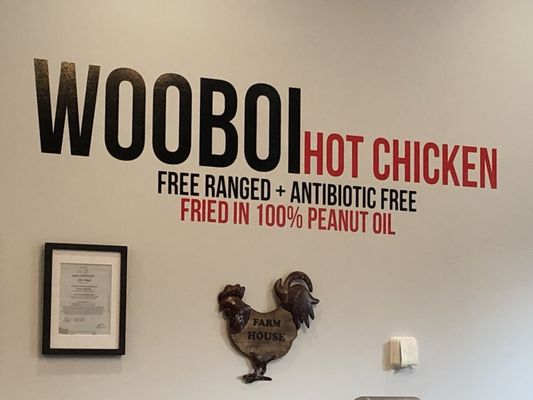 WOOBOI HOT CHICKEN
FREE RANGED + ANTIBIOTIC FREE
FRIED IN 100% PEANUT OIL
FARM
HOUSE